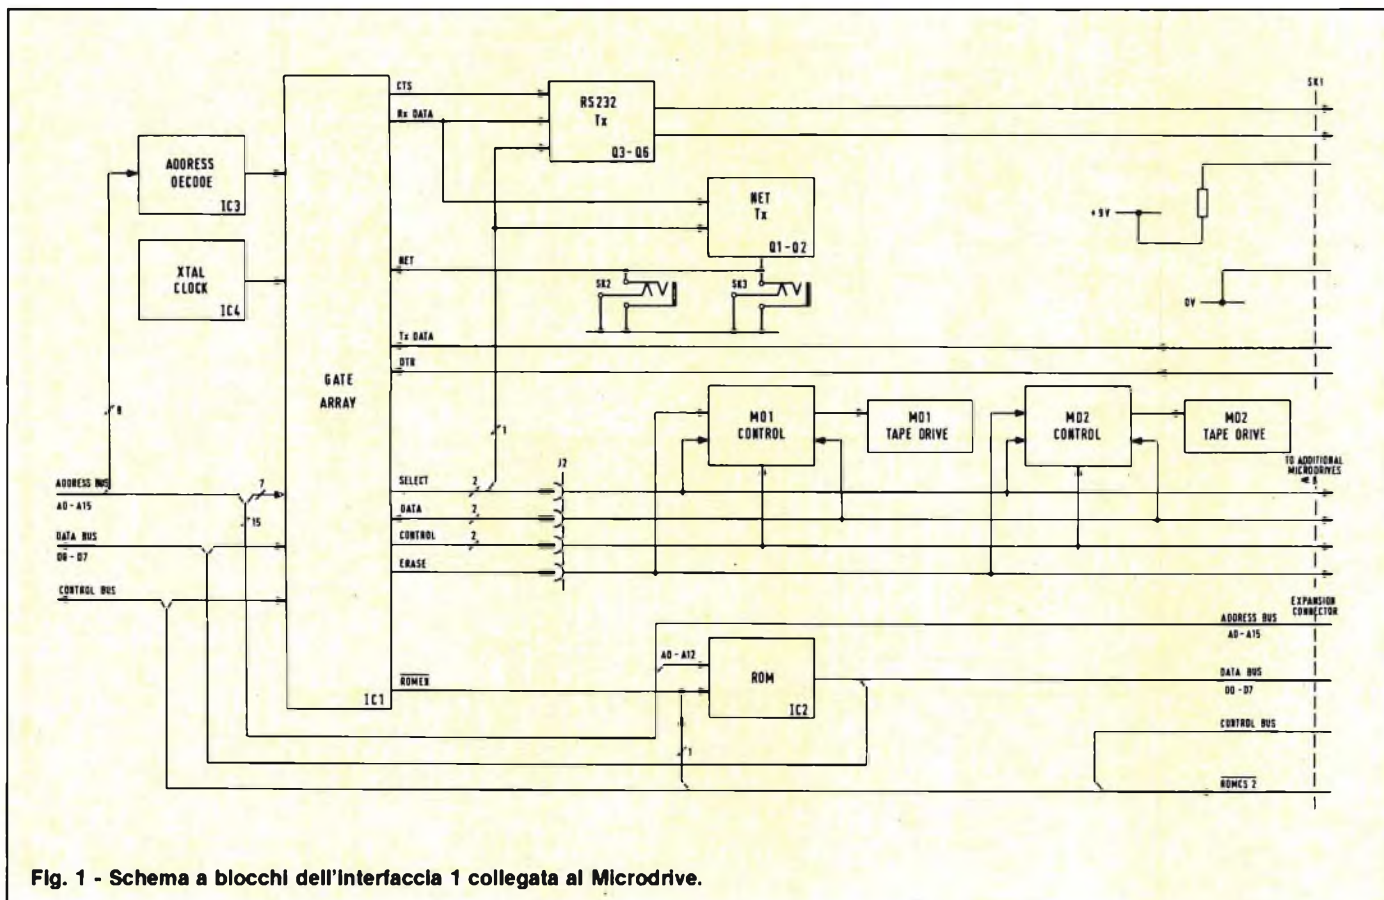 CTS
Rx DATA
RS232
Tx
Q3-Q6
SK1
ADDRESS
DECODE
IC3
NET
Tx
Q1-Q2
+9V
XTAL
CLOCK
IC4
NET
SK2
SK3
0V
Tx DATA
DTR
GATE
ARRAY
8
1
MD1
CONTROL
MD1
TAPE DRIVE
MD2
CONTROL
MD2
TAPE DRIVE
J2
TO ADDITIONAL
MICRODRIVES
ADDRESS BUS
A0-A15
7
15
SELECT
2
DATA
2
DATA BUS
D0-D7
CONTROL
2
ERASE
CONTROL BUS
EXPANSION
CONNECTOR
ADDRESS BUS
A0-A15
A0-A12
ROM
IC2
ROMEN
IC1
DATA BUS
D0-D7
1
CONTROL BUS
ROMCS 2
Fig. 1 - Schema a blocchi dell'Interfaccia 1 collegata al Microdrive.